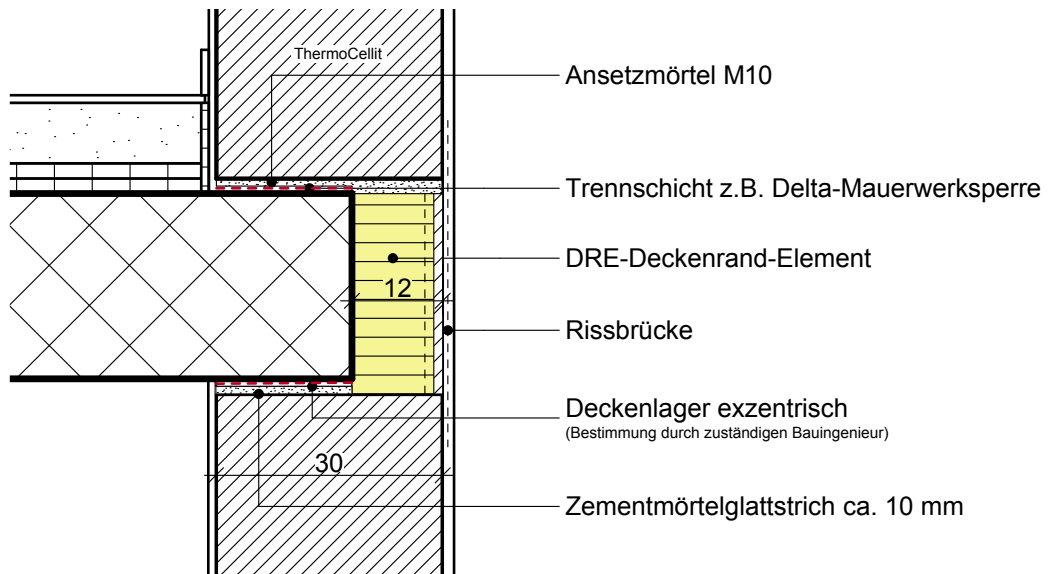 ThermoCellit
Ansetzmörtel M10
Trennschicht z.B. Delta-Mauerwerksperre
DRE-Deckenrand-Element
12
Rissbrücke
Deckenlager exzentrisch
(Bestimmung durch zuständigen Bauingenieur)
30
Zementmörtelglattstrich ca. 10 mm